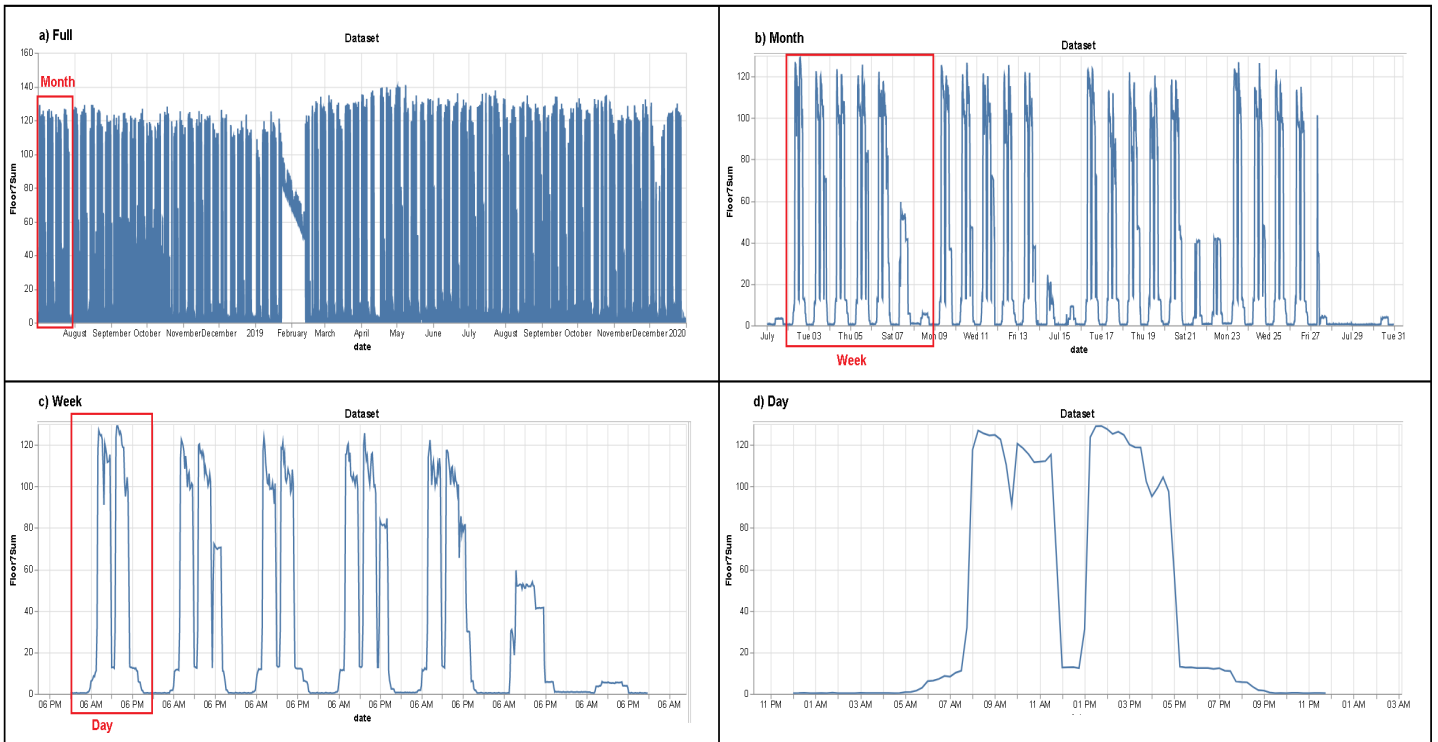 a) Full
Dataset
Month
160
140
120
100
80
60
40
20
0
Floor7Sum
August September October November December 2019 February March April May June July August September October November December 2020
date
b) Month
Dataset
120
100
80
60
40
20
0
Floor7Sum
July Tue 03 Thu 05 Sat 07 Mon 09 Wed 11 Fri 13 Jul 15 Tue 17 Thu 19 Sat 21 Mon 23 Wed 25 Fri 27 Jul 29 Tue 31
date
Week
c) Week
Dataset
120
100
80
60
40
20
0
Floor7Sum
06 PM 06 AM 06 PM 06 AM 06 PM 06 AM 06 PM 06 AM 06 PM 06 AM 06 PM 06 AM 06 PM 06 AM 06 PM 06 AM
date
Day
d) Day
Dataset
120
100
80
60
40
20
0
Floor7Sum
11 PM 01 AM 03 AM 05 AM 07 AM 09 AM 11 AM 01 PM 03 PM 05 PM 07 PM 09 PM 11 PM 01 AM 03 AM